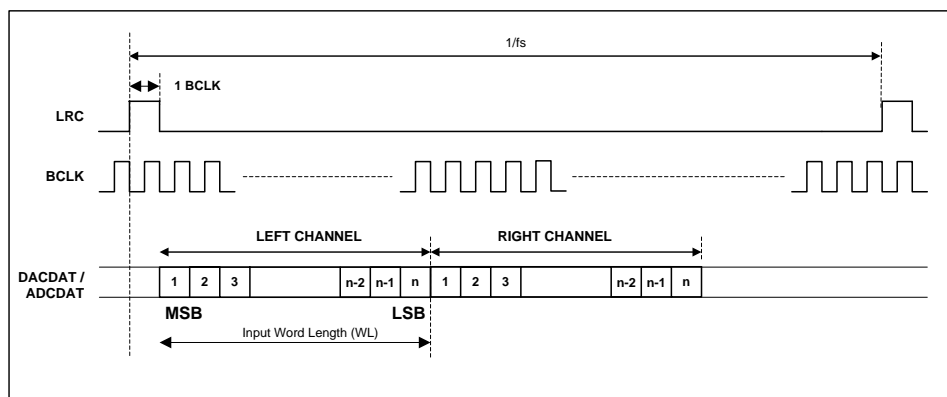 1/fs
1 BCLK
LRC
BCLK
LEFT CHANNEL RIGHT CHANNEL
DACDAT /
ADCDAT
1 2 3 n-2 n-1 n 1 2 3 n-2 n-1 n
MSB LSB
Input Word Length (WL)